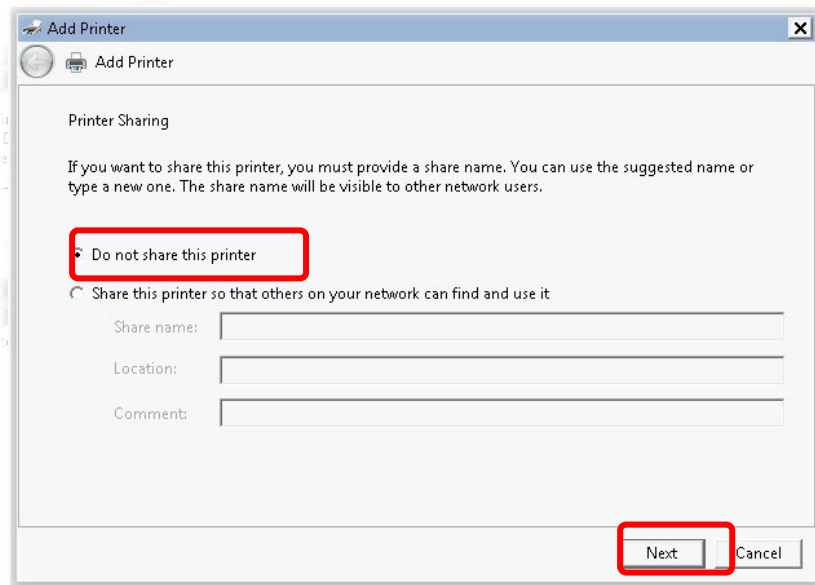 Add Printer
Add Printer
Printer Sharing
If you want to share this printer, you must provide a share name. You can use the suggested name or
type a new one. The share name will be visible to other network users.
Do not share this printer
Share this printer so that others on your network can find and use it
Share name:
Location:
Comment:
Next Cancel